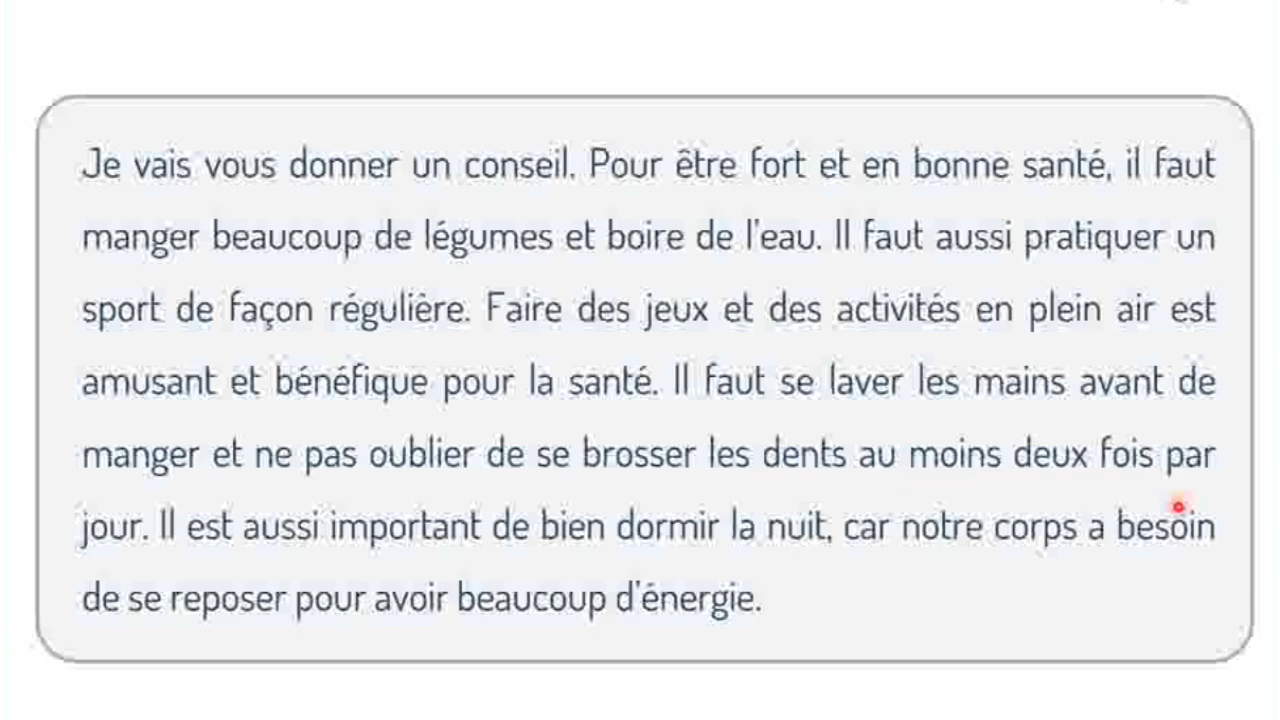 Je vais vous donner un conseil. Pour être fort et en bonne santé, il faut
manger beaucoup de légumes et boire de l'eau. Il faut aussi pratiquer un
sport de façon régulière. Faire des jeux et des activités en plein air est
amusant et bénéfique pour la santé. Il faut se laver les mains avant de
manger et ne pas oublier de se brosser les dents au moins deux fois par
jour. Il est aussi important de bien dormir la nuit, car notre corps a besoin
de se reposer pour avoir beaucoup d'énergie.